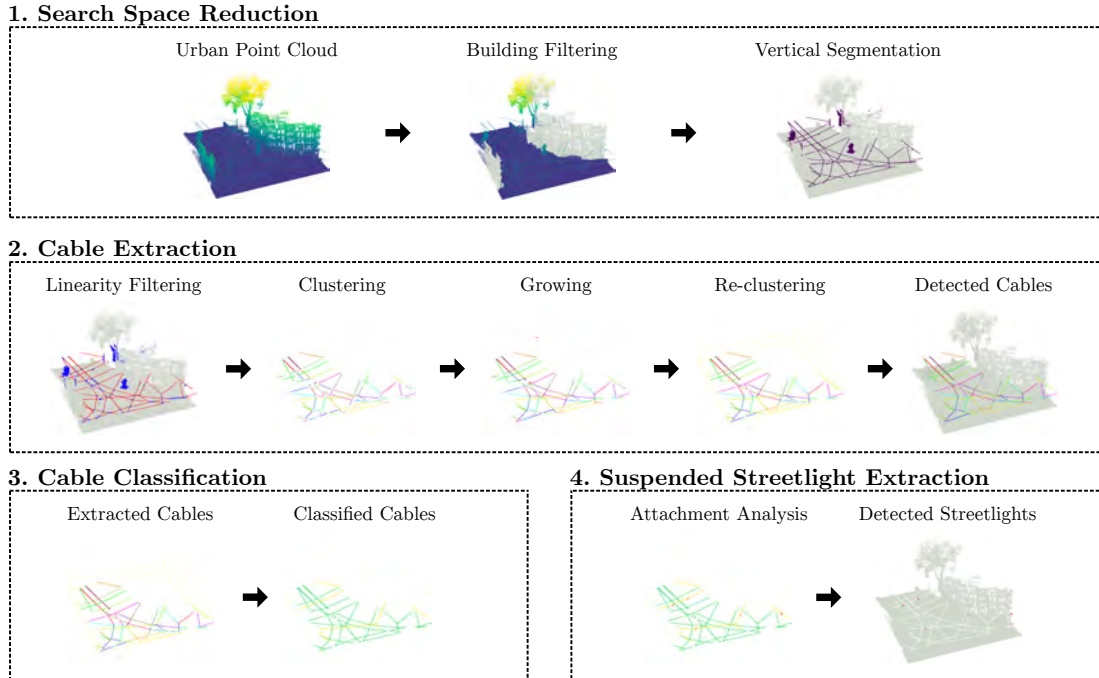 1. Search Space Reduction
Urban Point Cloud
Building Filtering
Vertical Segmentation
2. Cable Extraction
Linearity Filtering
Clustering
Growing
Re-clustering
Detected Cables
3. Cable Classification
Extracted Cables
Classified Cables
4. Suspended Streetlight Extraction
Attachment Analysis
Detected Streetlights